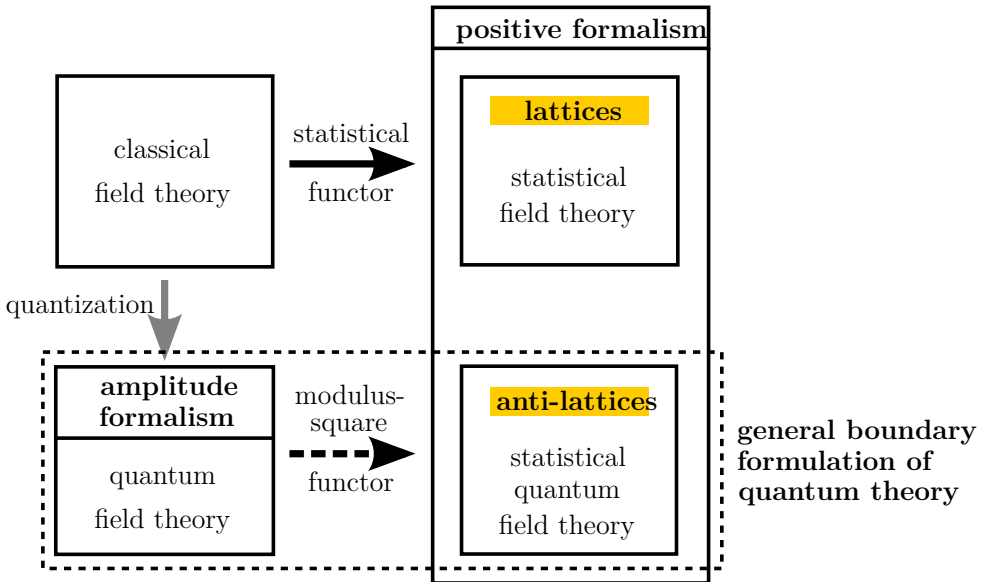 positive formalism
classical
field theory
statistical
functor
lattices
statistical
field theory
quantization
amplitude
formalism
quantum
field theory
modulus-
square
functor
anti-lattices
statistical
quantum
field theory
general boundary
formulation of
quantum theory